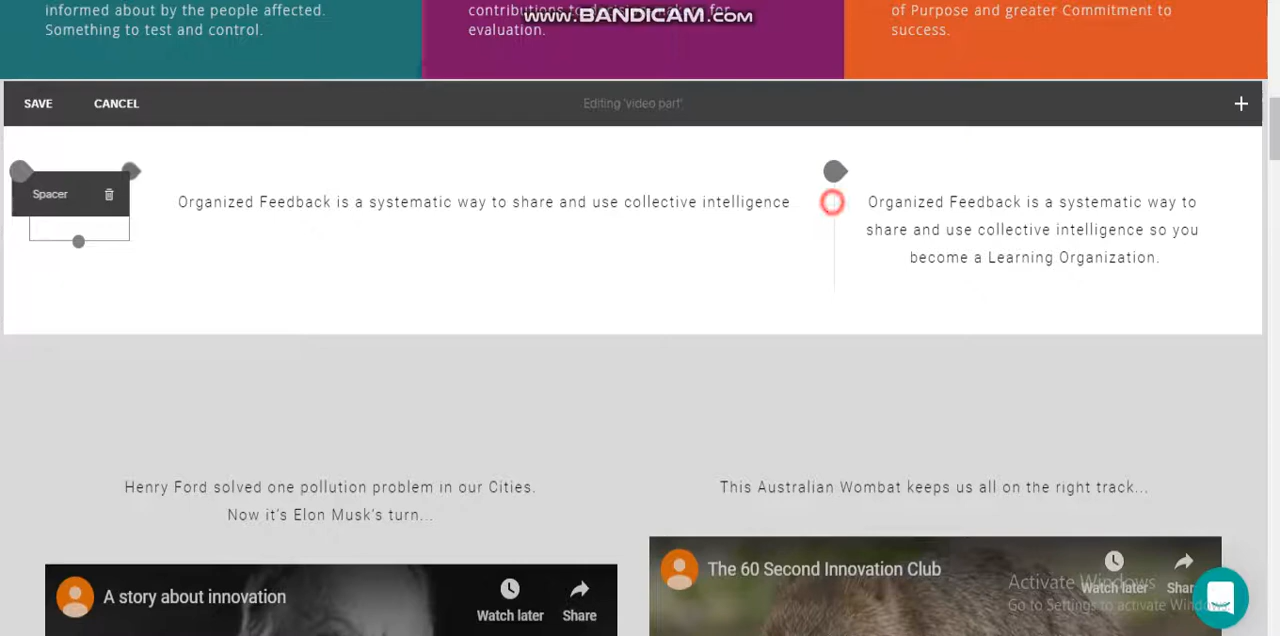 informed about by the people affected.
Something to test and control.
contributions to decision makers for
evaluation.
of Purpose and greater Commitment to
success.
www.BANDICAM.com
SAVE
CANCEL
Editing 'video part'
+
Spacer
Organized Feedback is a systematic way to share and use collective intelligence
Organized Feedback is a systematic way to
share and use collective intelligence so you
become a Learning Organization.
Henry Ford solved one pollution problem in our Cities.
Now it's Elon Musk's turn...
This Australian Wombat keeps us all on the right track...
A story about innovation
Watch later
Share
The 60 Second Innovation Club
Watch later
Shar
Activate Windows
Go to Settings to activate Windows